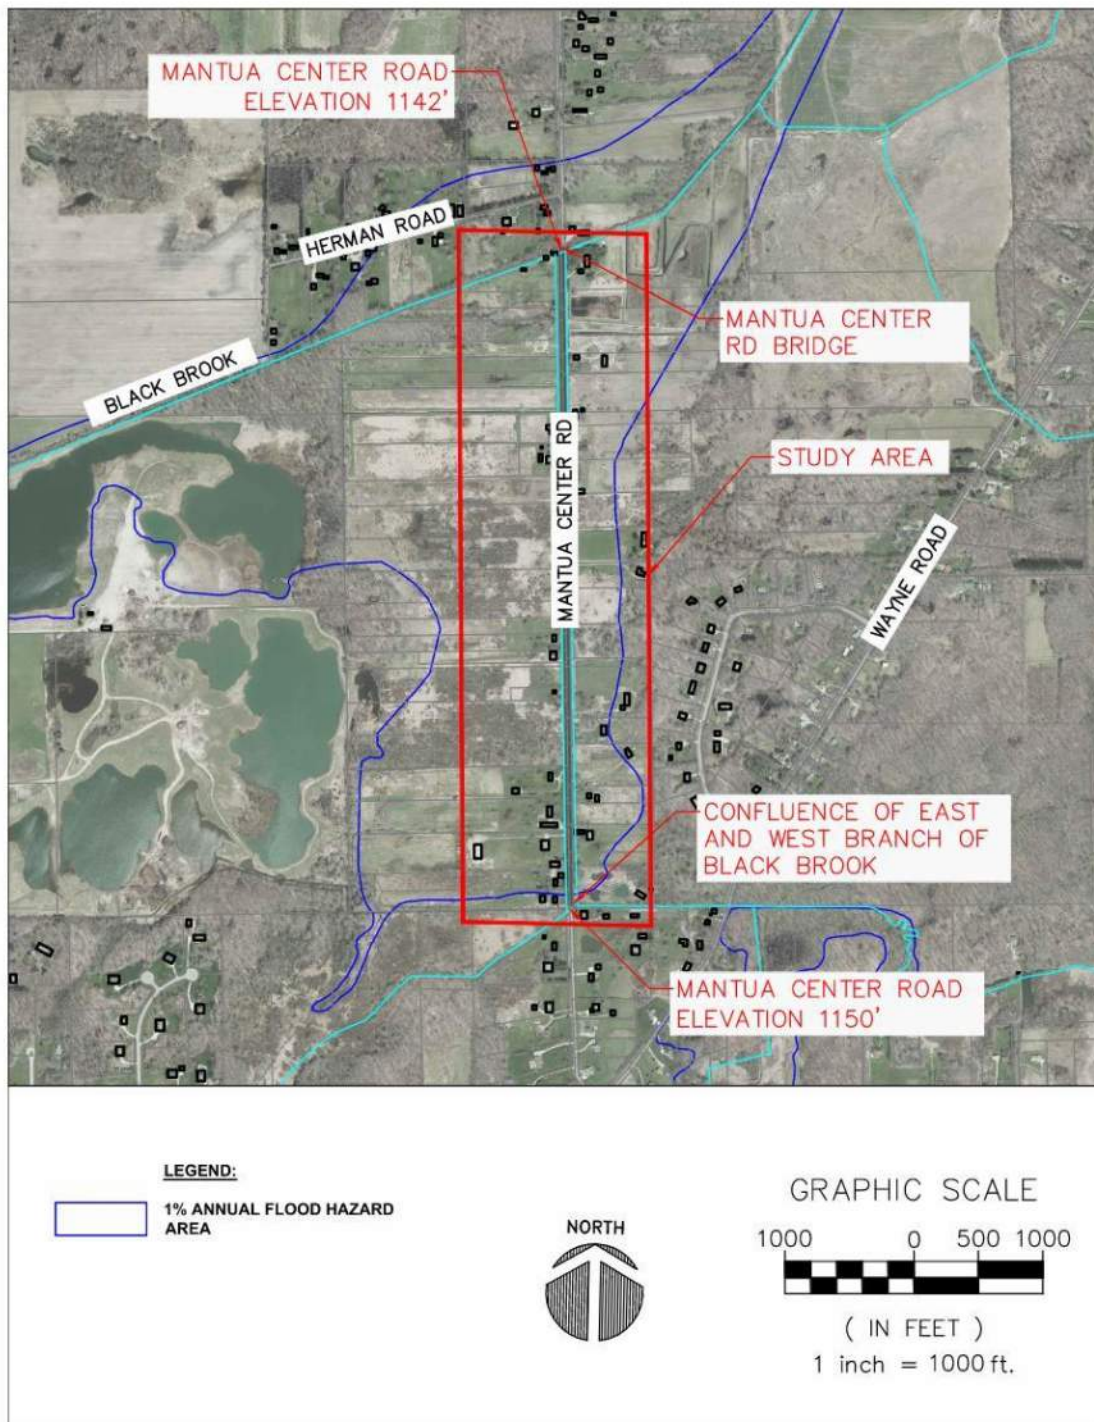 MANTUA CENTER ROAD
ELEVATION 1142'
HERMAN ROAD
MANTUA CENTER
RD BRIDGE
BLACK BROOK
MANTUA CENTER RD
STUDY AREA
WAYNE ROAD
CONFLUENCE OF EAST
AND WEST BRANCH OF
BLACK BROOK
MANTUA CENTER ROAD
ELEVATION 1150'
LEGEND:
1% ANNUAL FLOOD HAZARD
AREA
NORTH
GRAPHIC SCALE
1000 0 500 1000
( IN FEET )
1 inch = 1000 ft.